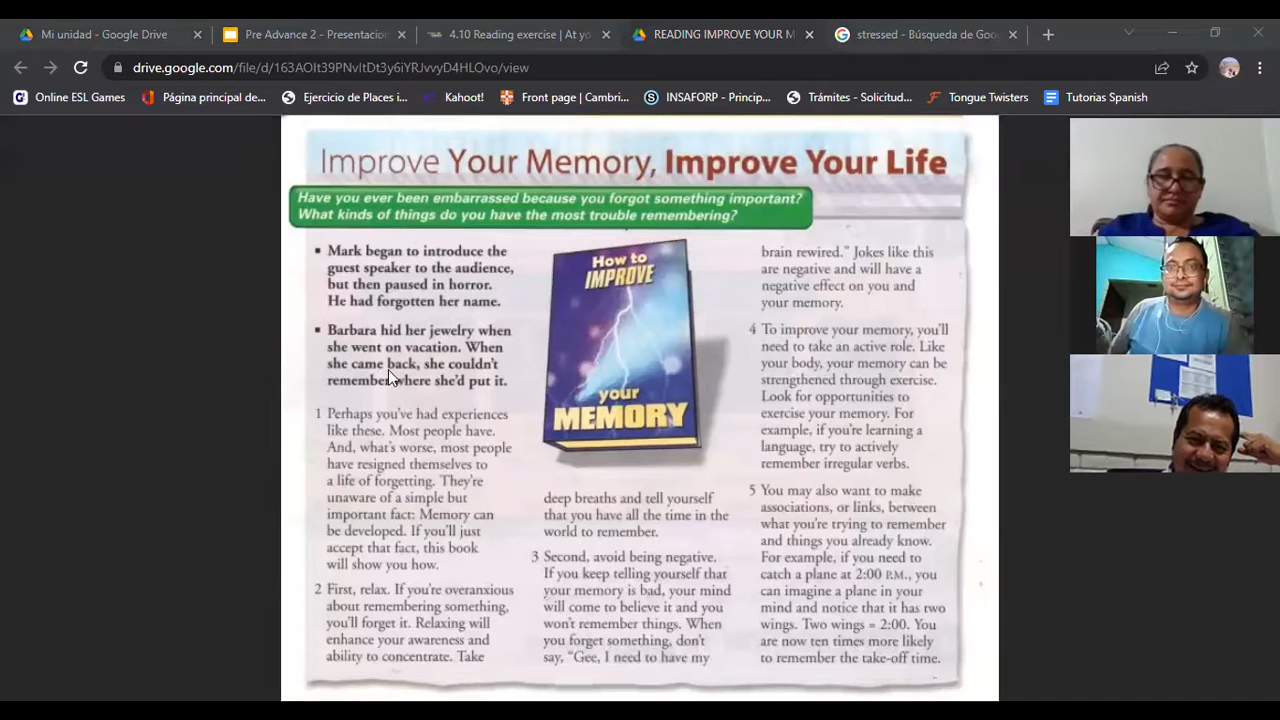 Mi unidad - Google Drive
Pre Advance 2 - Presentacion
4.10 Reading exercise | At yo
READING IMPROVE YOUR M
stressed - Búsqueda de Goo
drive.google.com/file/d/163AOIt39PNvItDt3y6iYRJvvyD4HLOvo/view
Online ESL Games
Página principal de...
Ejercicio de Places i...
Kahoot!
Front page | Cambri...
INSAFORP - Princip...
Trámites - Solicitud...
Tongue Twisters
Tutorias Spanish
Improve Your Memory, Improve Your Life
Have you ever been embarrassed because you forgot something important?
What kinds of things do you have the most trouble remembering?
▪ Mark began to introduce the
guest speaker to the audience,
but then paused in horror.
He had forgotten her name.
▪ Barbara hid her jewelry when
she went on vacation. When
she came back, she couldn't
remember where she'd put it.
1 Perhaps you've had experiences
like these. Most people have.
And, what's worse, most people
have resigned themselves to
a life of forgetting. They're
unaware of a simple but
important fact: Memory can
be developed. If you'll just
accept that fact, this book
will show you how.
2 First, relax. If you're overanxious
about remembering something,
you'll forget it. Relaxing will
enhance your awareness and
ability to concentrate. Take
How to
IMPROVE
your
MEMORY
deep breaths and tell yourself
that you have all the time in the
world to remember.
3 Second, avoid being negative.
If you keep telling yourself that
your memory is bad, your mind
will come to believe it and you
won't remember things. When
you forget something, don't
say, "Gee, I need to have my
brain rewired." Jokes like this
are negative and will have a
negative effect on you and
your memory.
4 To improve your memory, you'll
need to take an active role. Like
your body, your memory can be
strengthened through exercise.
Look for opportunities to
exercise your memory. For
example, if you're learning a
language, try to actively
remember irregular verbs.
5 You may also want to make
associations, or links, between
what you're trying to remember
and things you already know.
For example, if you need to
catch a plane at 2:00 P.M., you
can imagine a plane in your
mind and notice that it has two
wings. Two wings = 2:00. You
are now ten times more likely
to remember the take-off time.